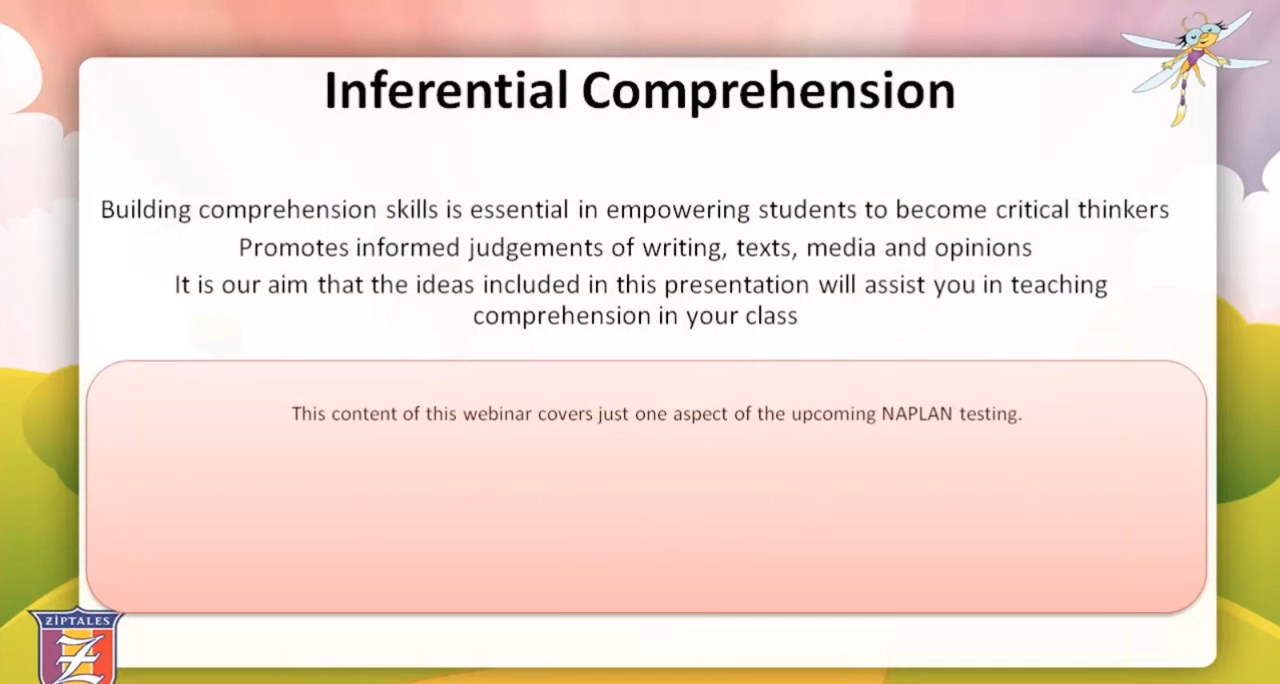 Inferential Comprehension
Building comprehension skills is essential in empowering students to become critical thinkers
Promotes informed judgements of writing, texts, media and opinions
It is our aim that the ideas included in this presentation will assist you in teaching
comprehension in your class
This content of this webinar covers just one aspect of the upcoming NAPLAN testing.
ZIPTALES
Z